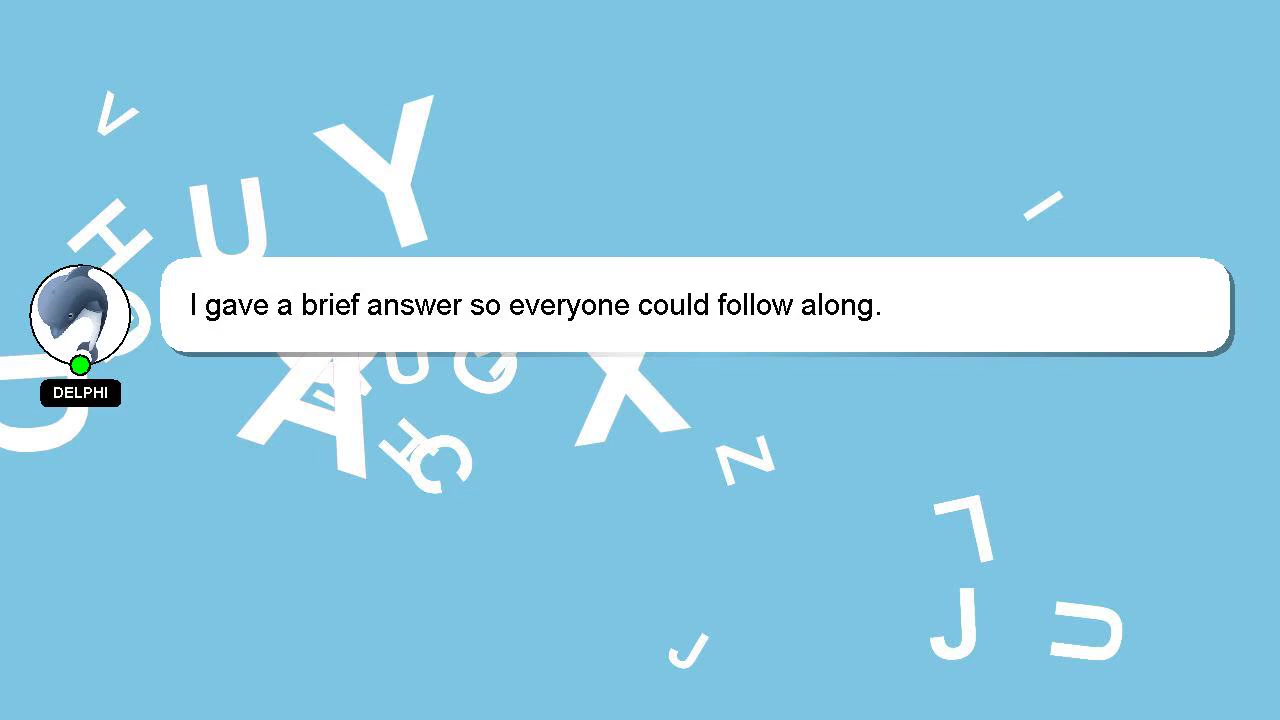 V
Y
U
H
I
I gave a brief answer so everyone could follow along.
DELPHI
U
G
A
X
H
C
N
L
J
U
J